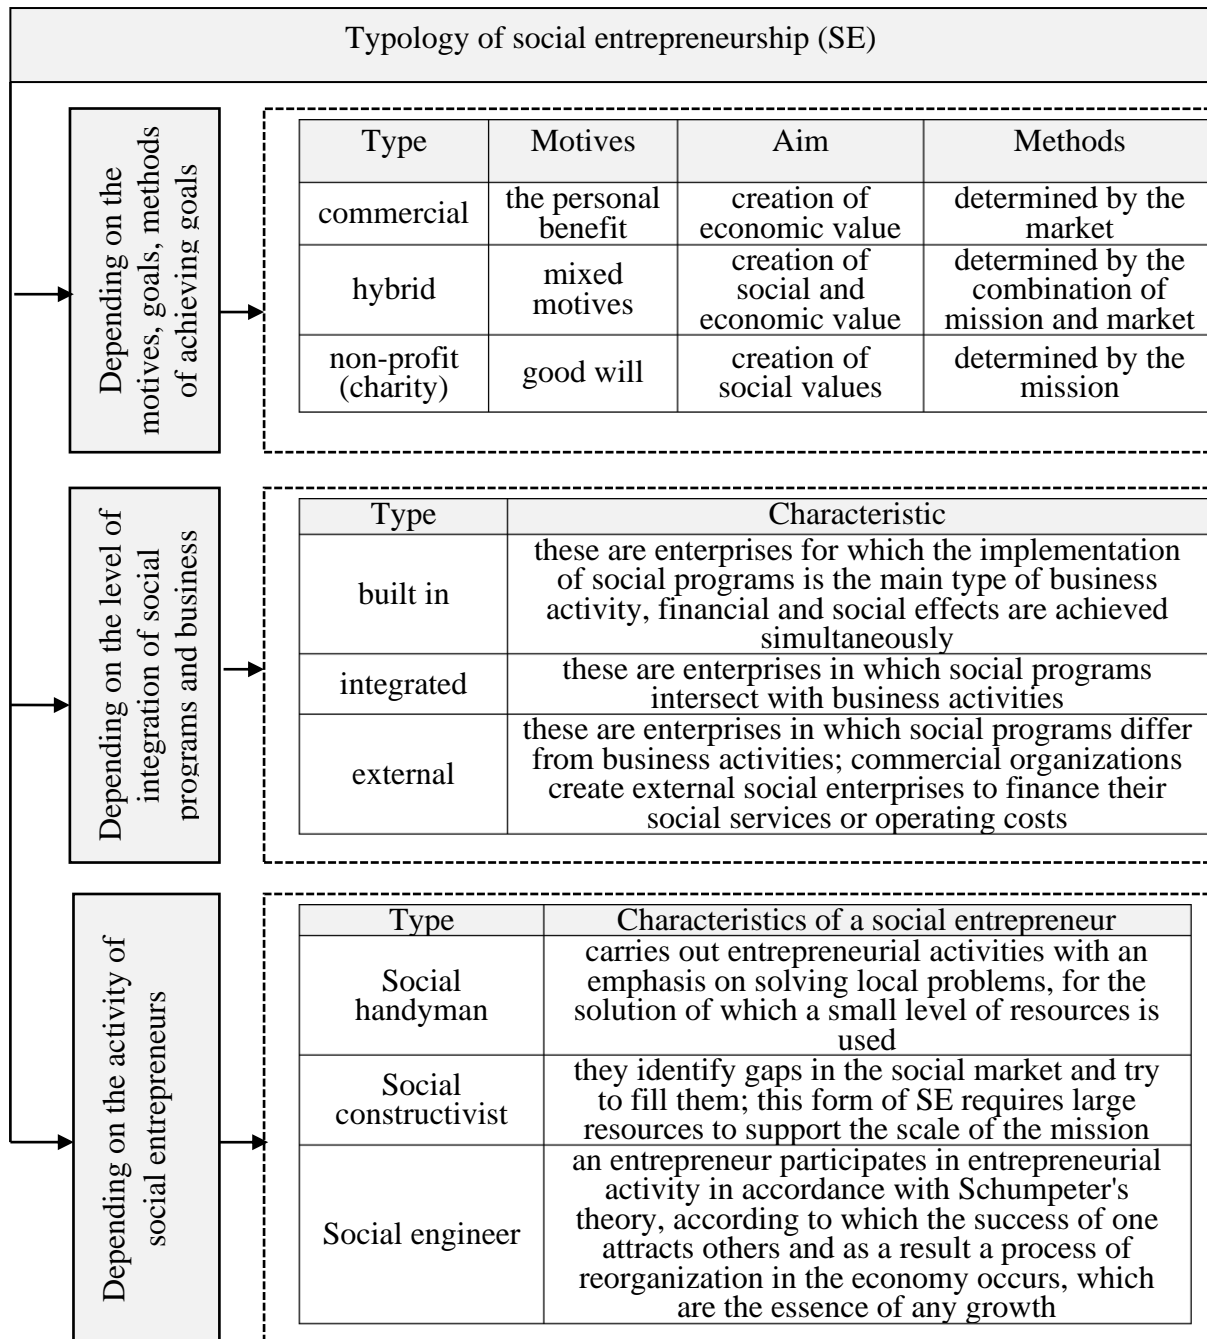 Typology of social entrepreneurship (SE)
Depending on the
motives, goals, methods
of achieving goals
Type
Motives
Aim
Methods
commercial
the personal
benefit
creation of
economic value
determined by the
market
hybrid
mixed
motives
creation of
social and
economic value
determined by the
combination of
mission and market
non-profit
(charity)
good will
creation of
social values
determined by the
mission
Depending on the level of
integration of social
programs and business
Type
Characteristic
built in
these are enterprises for which the implementation
of social programs is the main type of business
activity, financial and social effects are achieved
simultaneously
integrated
these are enterprises in which social programs
intersect with business activities
external
these are enterprises in which social programs differ
from business activities; commercial organizations
create external social enterprises to finance their
social services or operating costs
Depending on the activity of
social entrepreneurs
Type
Characteristics of a social entrepreneur
Social
handyman
carries out entrepreneurial activities with an
emphasis on solving local problems, for the
solution of which a small level of resources is
used
Social
constructivist
they identify gaps in the social market and try
to fill them; this form of SE requires large
resources to support the scale of the mission
Social engineer
an entrepreneur participates in entrepreneurial
activity in accordance with Schumpeter's
theory, according to which the success of one
attracts others and as a result a process of
reorganization in the economy occurs, which
are the essence of any growth